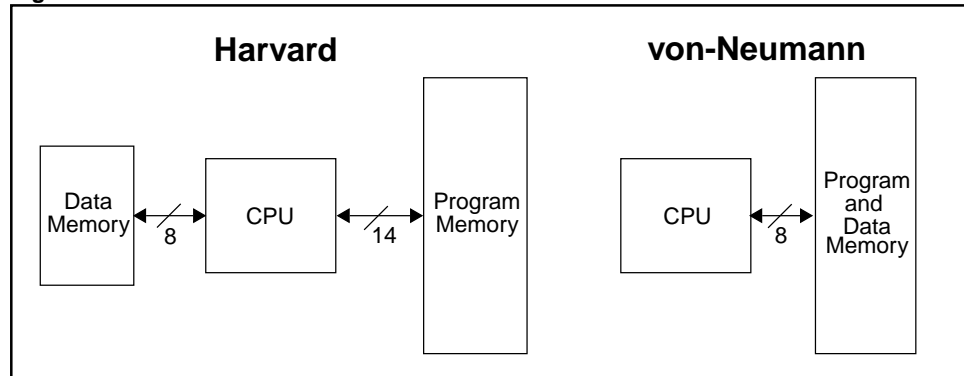 Harvard
von-Neumann
Data
Memory
8
CPU
14
Program
Memory
CPU
8
Program
and
Data
Memory